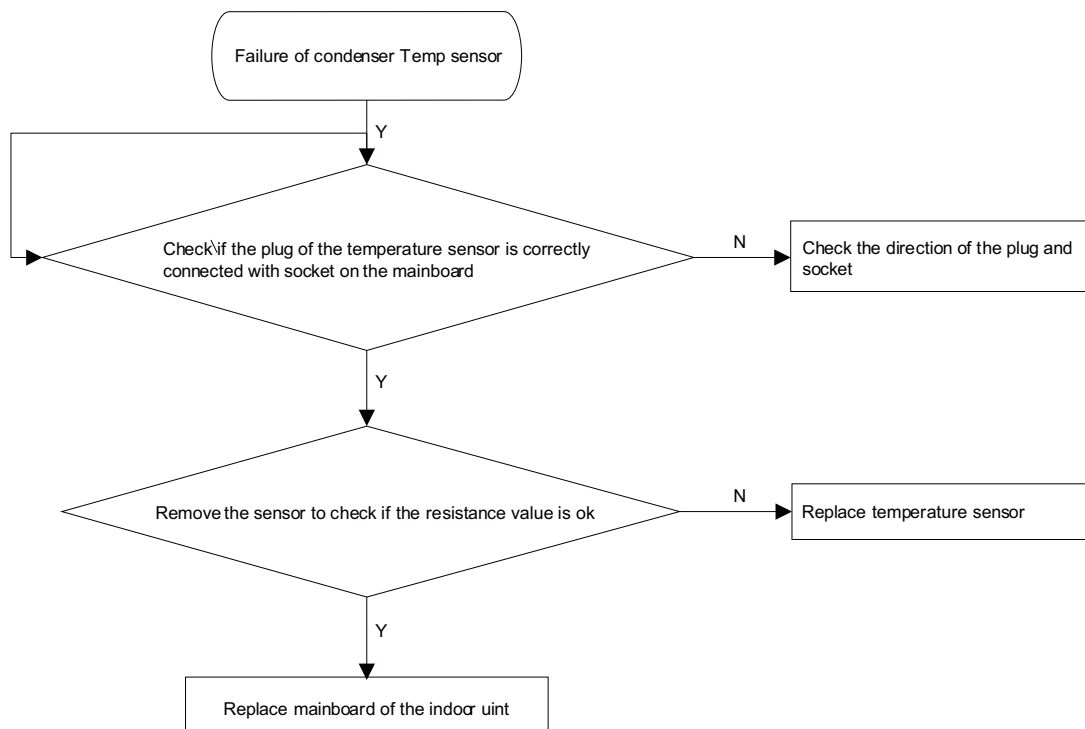 Failure of condenser Temp sensor
Y
Check\if the plug of the temperature sensor is correctly
connected with socket on the mainboard
N
Check the direction of the plug and
socket
Y
Remove the sensor to check if the resistance value is ok
N
Replace temperature sensor
Y
Replace mainboard of the indoor uint